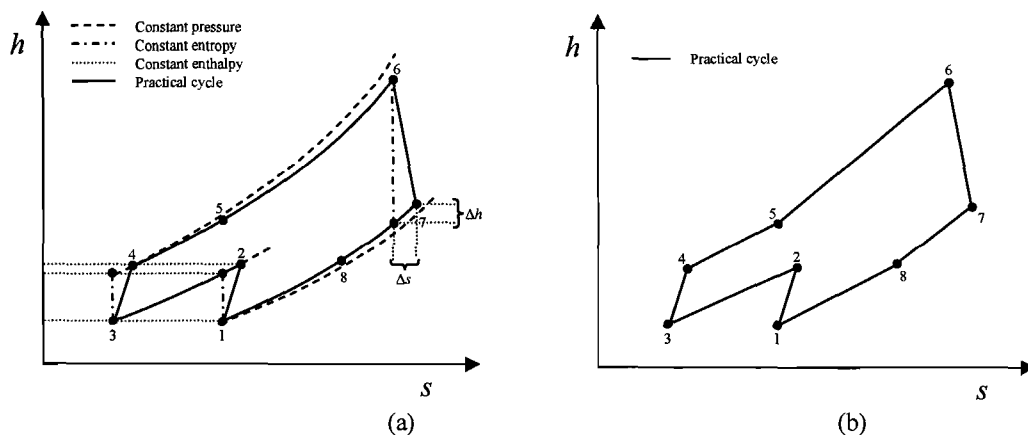 h
Constant pressure
Constant entropy
Constant enthalpy
Practical cycle
6
5
4
2
7
Δh
8
Δs
3
1
s
(a)
h
Practical cycle
6
5
4
2
7
8
3
1
s
(b)